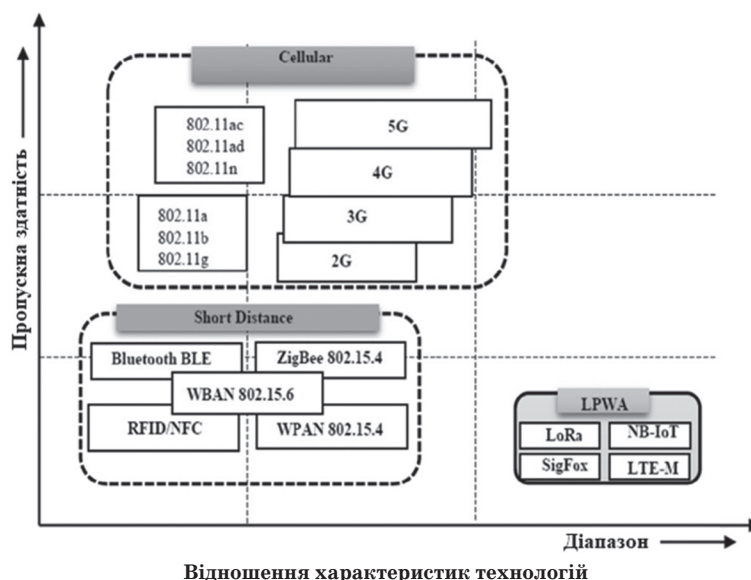 Пропускна здатність
Cellular
802.11ac
802.11ad
802.11n
5G
4G
802.11a
802.11b
802.11g
3G
2G
Short Distance
Bluetooth BLE
ZigBee 802.15.4
WBAN 802.15.6
RFID/NFC
WPAN 802.15.4
LPWA
LoRa
NB-IoT
SigFox
LTE-M
Діапазон
Відношення характеристик технологій